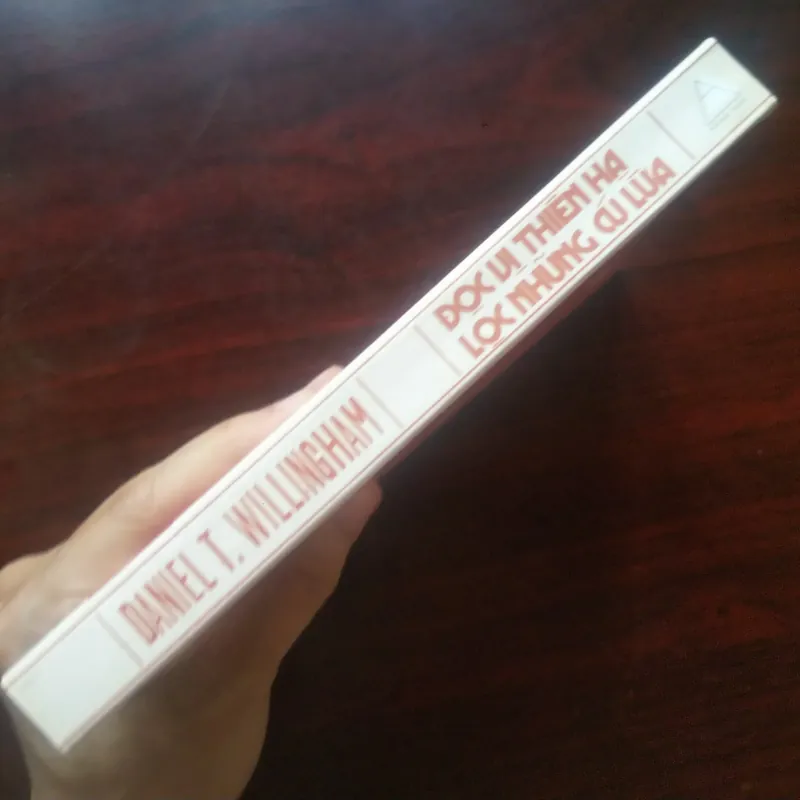 DANIEL T. WILLINGHAM
ĐỌC VỊ THIÊN HẠ
LỌC NHỮNG CÚ LỪA